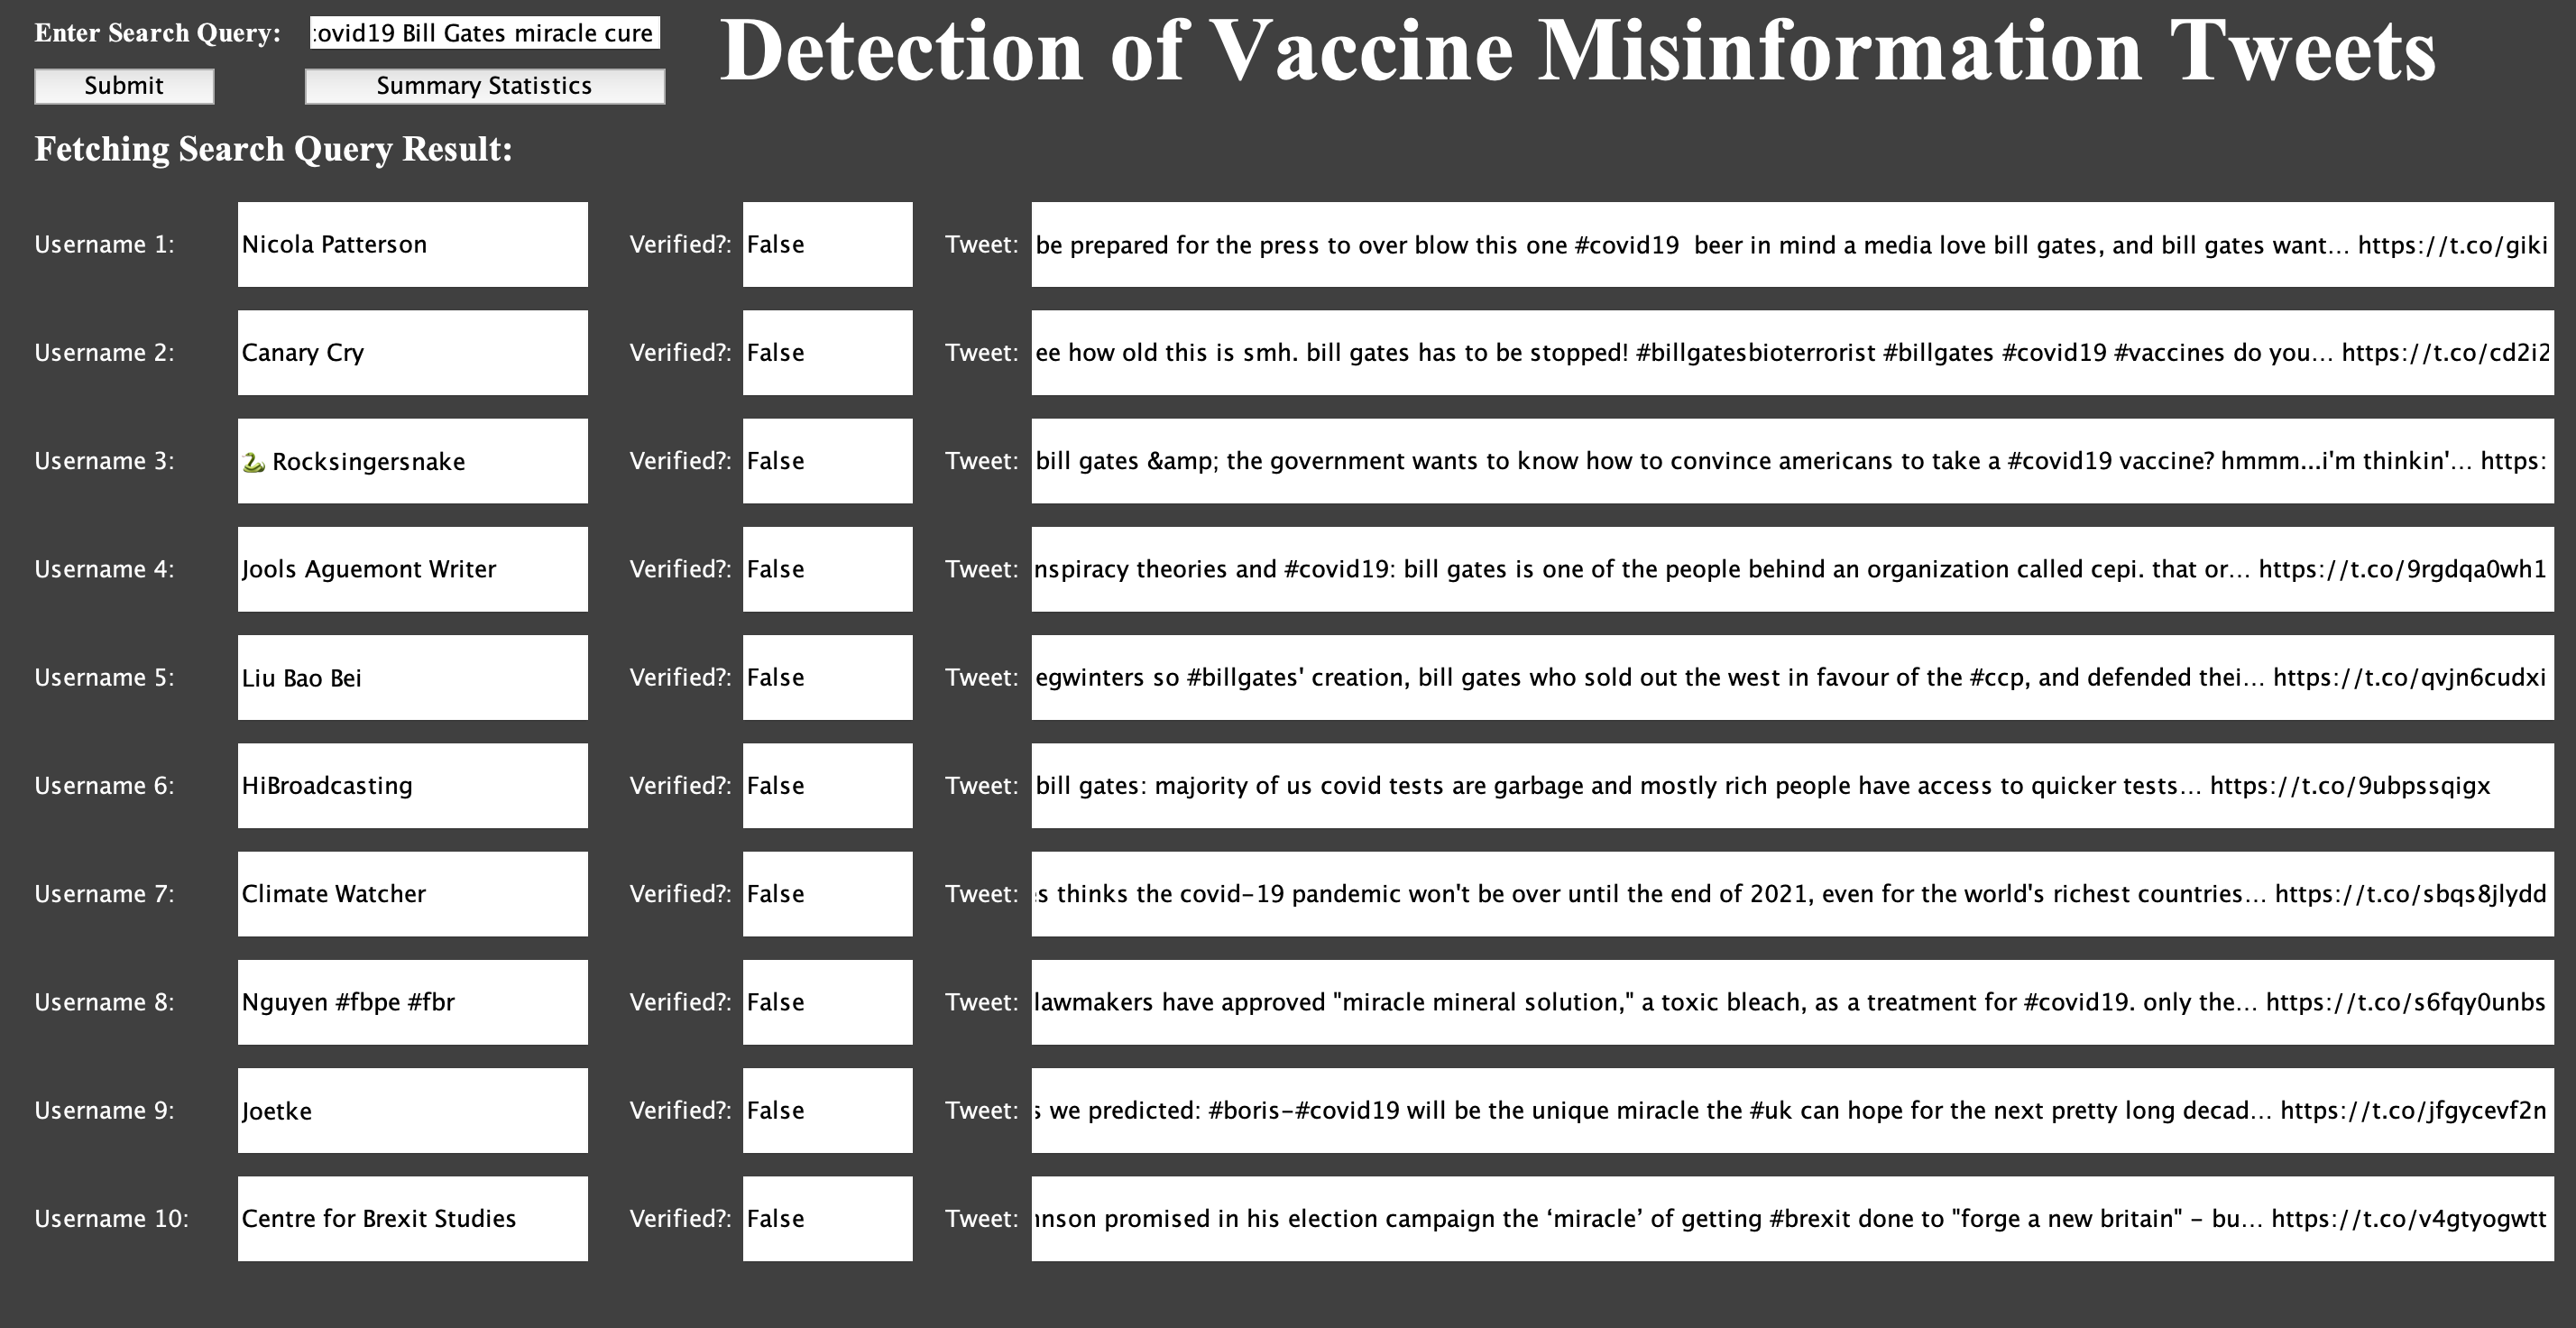 Enter Search Query: covid19 Bill Gates miracle cure
Detection of Vaccine Misinformation Tweets
Submit Summary Statistics
Fetching Search Query Result:
Username 1: Nicola Patterson Verified?: False Tweet: be prepared for the press to over blow this one #covid19 beer in mind a media love bill gates, and bill gates want... https://t.co/giki
Username 2: Canary Cry Verified?: False Tweet: ee how old this is smh. bill gates has to be stopped! #billgatesbioterrorist #billgates #covid19 #vaccines do you... https://t.co/cd2i2
Username 3: 🐍 Rocksingersnake Verified?: False Tweet: bill gates &amp; the government wants to know how to convince americans to take a #covid19 vaccine? hmmm...i'm thinkin'... https:
Username 4: Jools Aguemont Writer Verified?: False Tweet: nspiracy theories and #covid19: bill gates is one of the people behind an organization called cepi. that or... https://t.co/9rgdqa0wh1
Username 5: Liu Bao Bei Verified?: False Tweet: egwinters so #billgates' creation, bill gates who sold out the west in favour of the #ccp, and defended thei... https://t.co/qvjn6cudxi
Username 6: HiBroadcasting Verified?: False Tweet: bill gates: majority of us covid tests are garbage and mostly rich people have access to quicker tests... https://t.co/9ubpssqigx
Username 7: Climate Watcher Verified?: False Tweet: s thinks the covid-19 pandemic won't be over until the end of 2021, even for the world's richest countries... https://t.co/sbqs8jlydd
Username 8: Nguyen #fbpe #fbr Verified?: False Tweet: lawmakers have approved "miracle mineral solution," a toxic bleach, as a treatment for #covid19. only the... https://t.co/s6fqy0unbs
Username 9: Joetke Verified?: False Tweet: s we predicted: #boris-#covid19 will be the unique miracle the #uk can hope for the next pretty long decad... https://t.co/jfgycevf2n
Username 10: Centre for Brexit Studies Verified?: False Tweet: hnson promised in his election campaign the ‘miracle’ of getting #brexit done to "forge a new britain" - bu... https://t.co/v4gtyogwtt